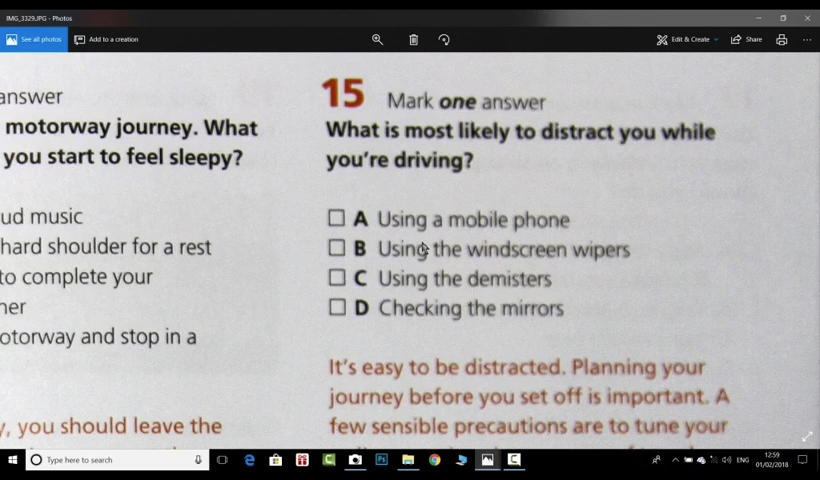 IMG_3329.JPG - Photos
See all photos
Add to a creation
Edit & Create
Share
answer
motorway journey. What
you start to feel sleepy?
ud music
hard shoulder for a rest
to complete your
ner
otorway and stop in a
y, you should leave the
15 Mark one answer
What is most likely to distract you while
you're driving?
A Using a mobile phone
B Using the windscreen wipers
C Using the demisters
D Checking the mirrors
It's easy to be distracted. Planning your
journey before you set off is important. A
few sensible precautions are to tune your
Type here to search
ENG
12:59
01/02/2018